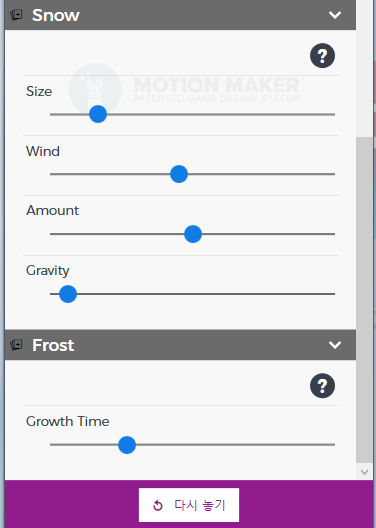 Snow
?
MOTION MAKER
PATENTED GAME DESIGN SYSTEM
Size
Wind
Amount
Gravity
Frost
?
Growth Time
다시 놓기